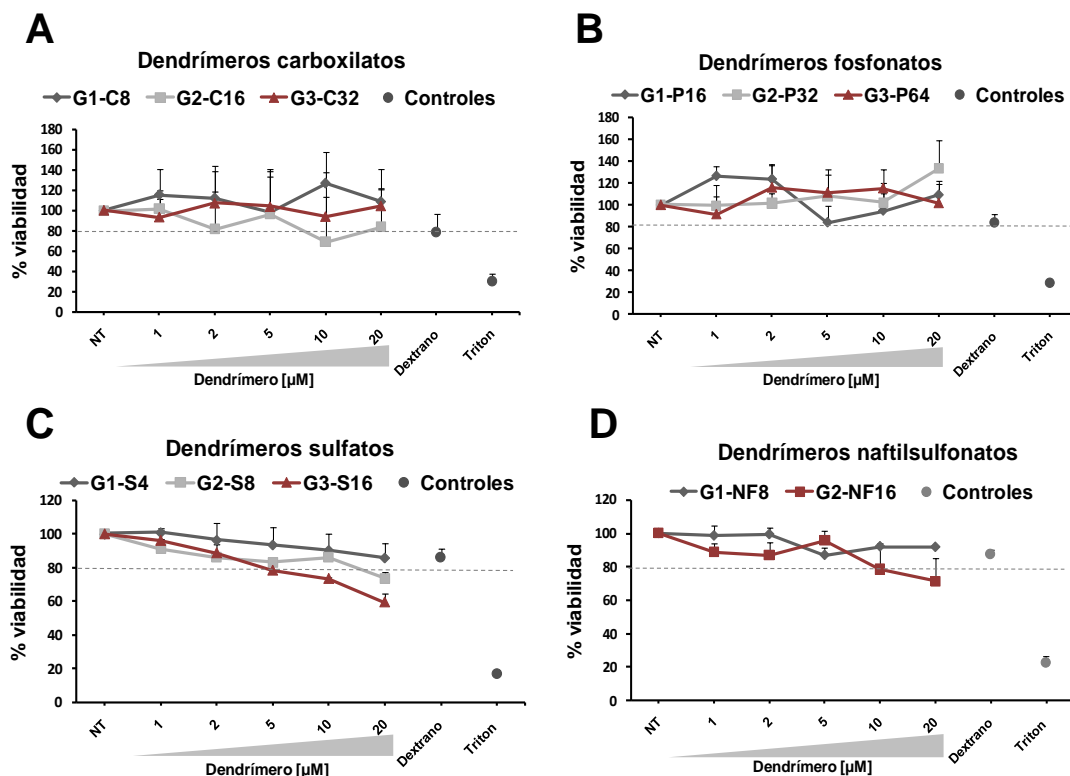 A
Dendrímeros carboxilatos
G1-C8 G2-C16 G3-C32 Controles
% viabilidad
180
160
140
120
100
80
60
40
20
0
NT 1 2 5 10 20 Dextrano Triton
Dendrímero [µM]
B
Dendrímeros fosfonatos
G1-P16 G2-P32 G3-P64 Controles
% viabilidad
180
160
140
120
100
80
60
40
20
0
NT 1 2 5 10 20 Dextrano Triton
Dendrímero [µM]
C
Dendrímeros sulfatos
G1-S4 G2-S8 G3-S16 Controles
% viabilidad
120
100
80
60
40
20
0
NT 1 2 5 10 20 Dextrano Triton
Dendrímero [µM]
D
Dendrímeros naftilsulfonatos
G1-NF8 G2-NF16 Controles
% viabilidad
120
100
80
60
40
20
0
NT 1 2 5 10 20 Dextrano Triton
Dendrímero [µM]